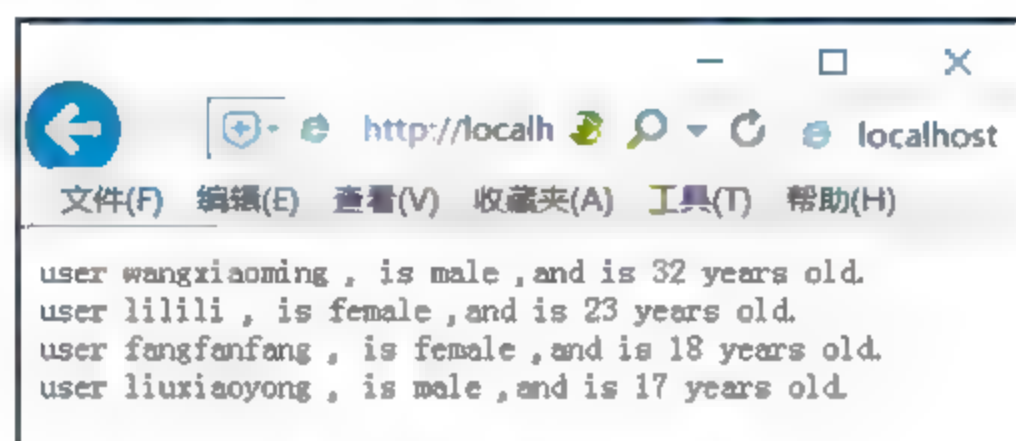 http://localh localhost
文件(F) 编辑(E) 查看(V) 收藏夹(A) 工具(T) 帮助(H)
user wangxiaoming , is male ,and is 32 years old.
user lilili , is female ,and is 23 years old.
user fangfanfang , is female ,and is 18 years old.
user liuxiaoyong , is male ,and is 17 years old.